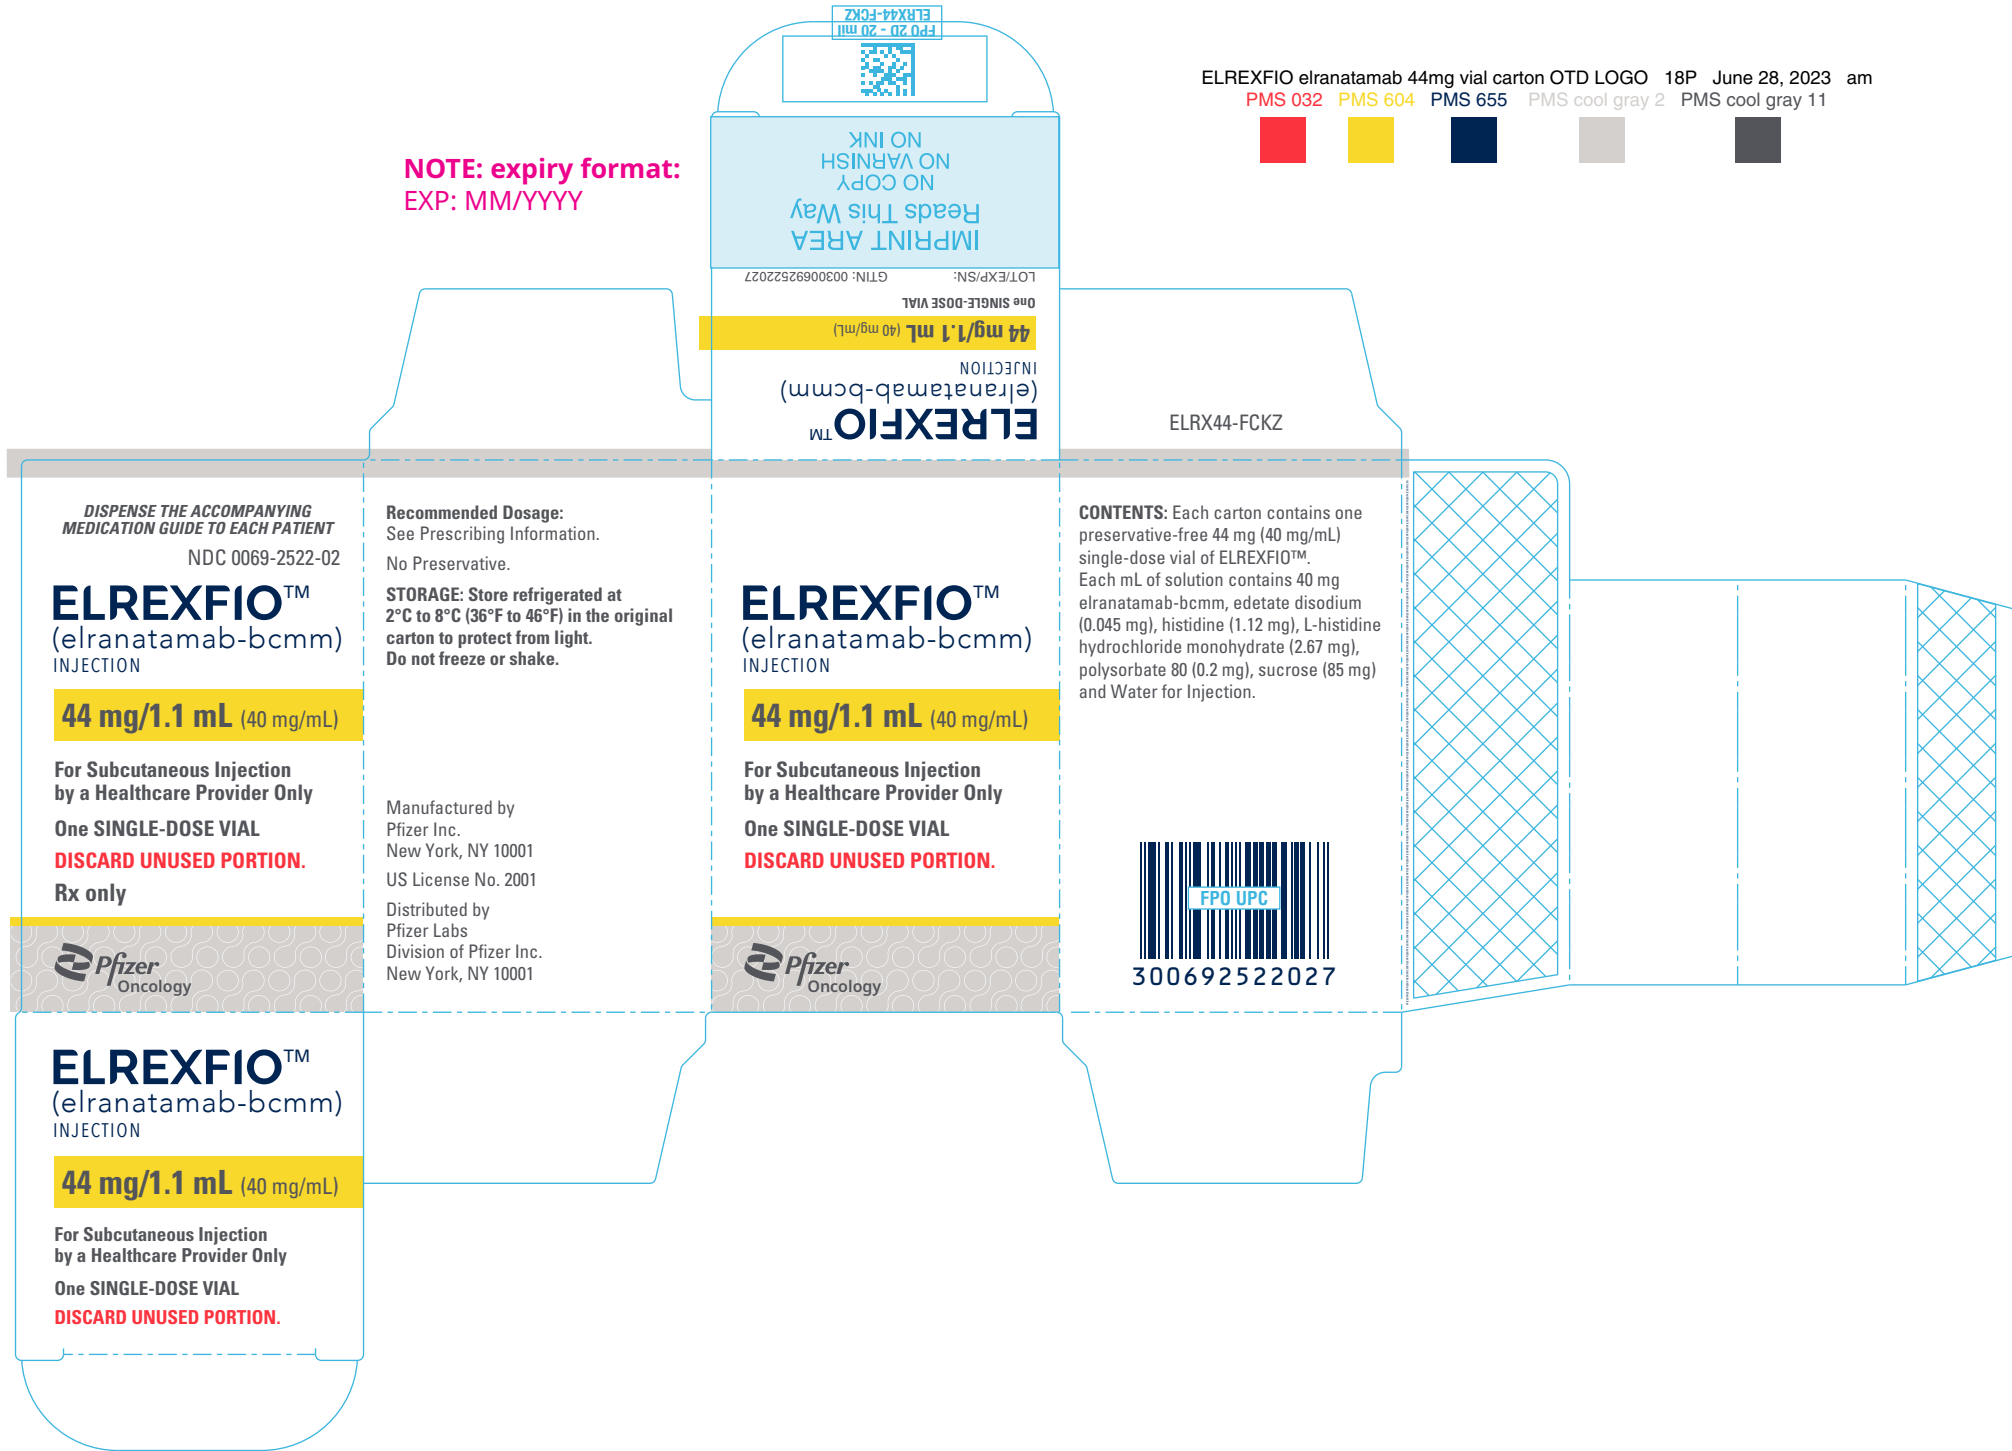 ELREXFIO elranatamab 44mg vial carton OTD LOGO 18P June 28, 2023 am
PMS 032 PMS 604 PMS 655 PMS cool gray 2 PMS cool gray 11
NOTE: expiry format:
EXP: MM/YYYY
ELREXFIO™
(elranatamab-bcmm)
INJECTION
44 mg/1.1 mL (40 mg/mL)
One SINGLE-DOSE VIAL
LOT/EXP/SN: GTIN: 00300692522027
IMPRINT AREA
Reads This Way
NO COPY
NO VARNISH
NO INK
FPO 2D - 20 mil
ELRX44-FCKZ
ELRX44-FCKZ
DISPENSE THE ACCOMPANYING
MEDICATION GUIDE TO EACH PATIENT
NDC 0069-2522-02
ELREXFIO™
(elranatamab-bcmm)
INJECTION
44 mg/1.1 mL (40 mg/mL)
For Subcutaneous Injection
by a Healthcare Provider Only
One SINGLE-DOSE VIAL
DISCARD UNUSED PORTION.
Rx only
Pfizer
Oncology
Recommended Dosage:
See Prescribing Information.
No Preservative.
STORAGE: Store refrigerated at
2°C to 8°C (36°F to 46°F) in the original
carton to protect from light.
Do not freeze or shake.
Manufactured by
Pfizer Inc.
New York, NY 10001
US License No. 2001
Distributed by
Pfizer Labs
Division of Pfizer Inc.
New York, NY 10001
ELREXFIO™
(elranatamab-bcmm)
INJECTION
44 mg/1.1 mL (40 mg/mL)
For Subcutaneous Injection
by a Healthcare Provider Only
One SINGLE-DOSE VIAL
DISCARD UNUSED PORTION.
Pfizer
Oncology
CONTENTS: Each carton contains one
preservative-free 44 mg (40 mg/mL)
single-dose vial of ELREXFIO™.
Each mL of solution contains 40 mg
elranatamab-bcmm, edetate disodium
(0.045 mg), histidine (1.12 mg), L-histidine
hydrochloride monohydrate (2.67 mg),
polysorbate 80 (0.2 mg), sucrose (85 mg)
and Water for Injection.
FPO UPC
300692522027
ELREXFIO™
(elranatamab-bcmm)
INJECTION
44 mg/1.1 mL (40 mg/mL)
For Subcutaneous Injection
by a Healthcare Provider Only
One SINGLE-DOSE VIAL
DISCARD UNUSED PORTION.